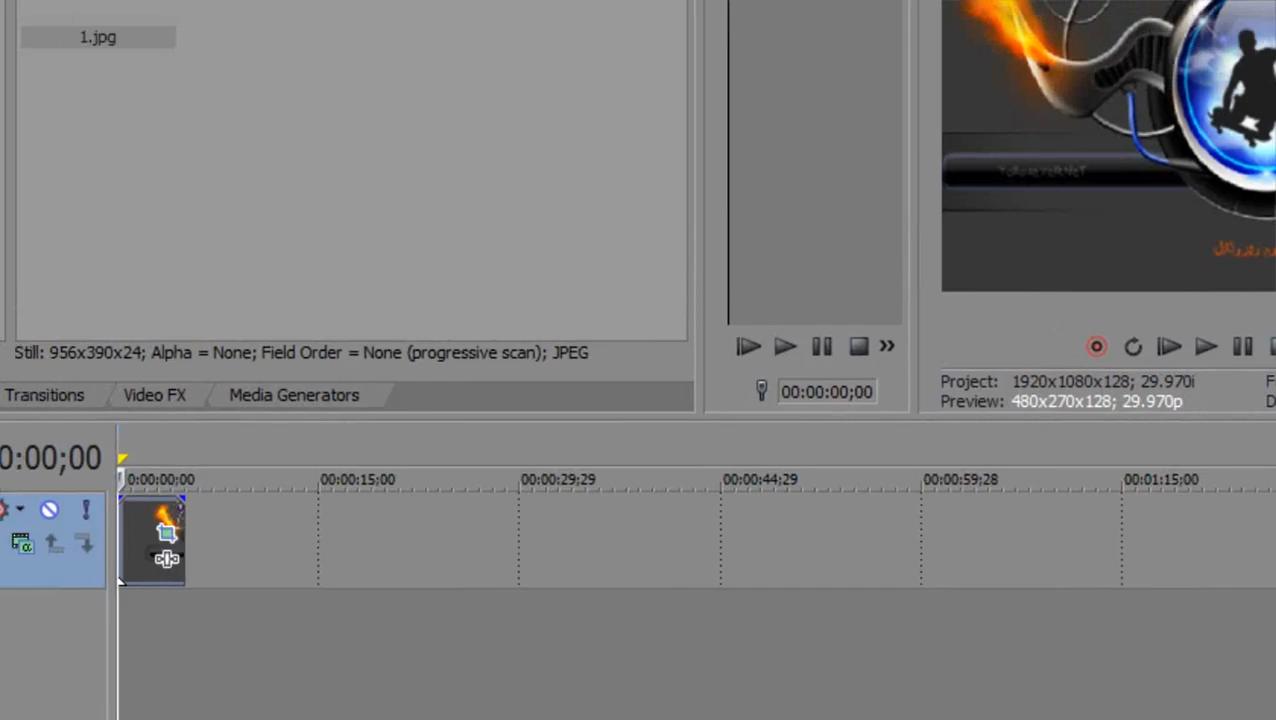 1.jpg
Still: 956x390x24; Alpha = None; Field Order = None (progressive scan); JPEG
Transitions
Video FX
Media Generators
00:00:00;00
Project: 1920x1080x128; 29.970i
Preview: 480x270x128; 29.970p
0:00;00
0:00:00:00
00:00:15;00
00:00:29;29
00:00:44;29
00:00:59;28
00:01:15;00